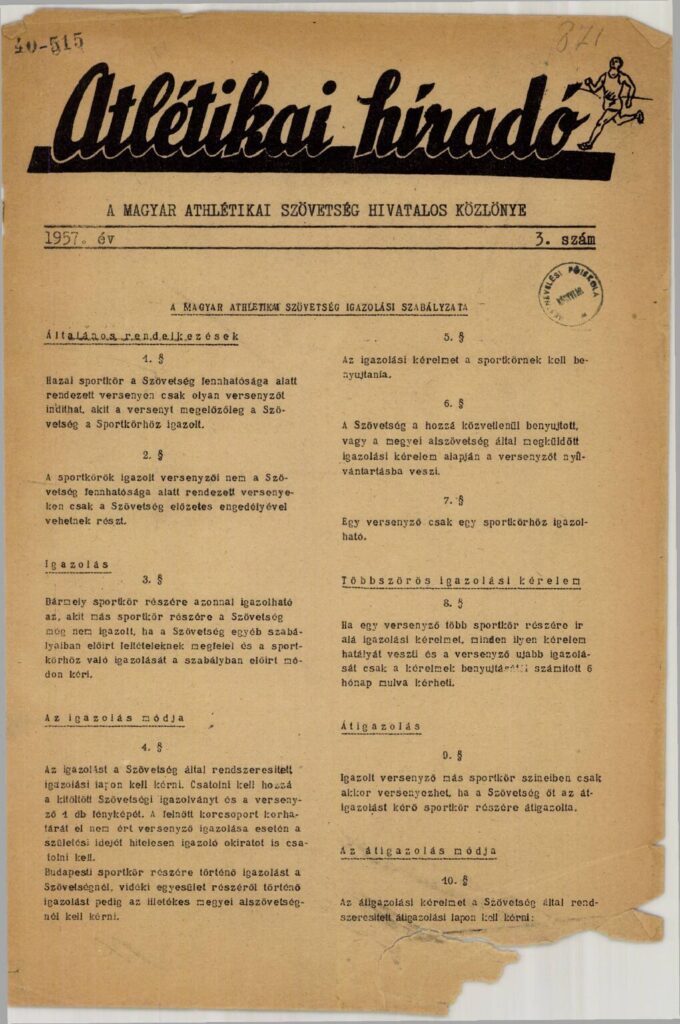 40-515
871
Atlétikai híradó
A MAGYAR ATHLÉTIKAI SZÖVETSÉG HIVATALOS KÖZLÖNYE
1957. év
3. szám
A MAGYAR ATHLÉTIKAI SZÖVETSÉG IGAZOLÁSI SZABÁLYZATA
Általános rendelkezések
1. §
Hazai sportkör a Szövetség fennhatósága alatt
rendezett versenyen csak olyan versenyzőt
indíthat, akit a versenyt megelőzőleg a Szö-
vetség a Sportkörhöz igazolt.
2. §
A sportkörök igazolt versenyzői nem a Szö-
vetség fennhatósága alatt rendezett versenye-
ken csak a Szövetség előzetes engedélyével
vehetnek részt.
Igazolás
3. §
Bármely sportkör részére azonnal igazolható
az, akit más sportkör részére a Szövetség
még nem igazolt, ha a Szövetség egyéb szabá-
lyaiban előirt feltételeknek megfelel és a sport-
körhöz való igazolását a szabályban előirt mó-
don kéri.
Az igazolás módja
4. §
Az igazolást a Szövetség által rendszeresített
igazolási lapon kell kérni. Csatolni kell hozzá
a kitöltött Szövetségi igazolványt és a verseny-
ző 1 db fényképét. A felnőtt korcsoport korha-
tárát el nem ért versenyző igazolása esetén a
születési idejét hitelesen igazoló okiratot is csa-
tolni kell.
Budapesti sportkör részére történő igazolást a
Szövetségnél, vidéki egyesület részéről történő
igazolást pedig az illetékes megyei alszövetség-
nél kell kérni.
5. §
Az igazolási kérelmet a sportkörnek kell be-
nyujtania.
6. §
A Szövetség a hozzá közvetlenül benyujtott,
vagy a megyei alszövetség által megküldött
igazolási kérelem alapján a versenyzőt nyil-
vántartásba veszi.
7. §
Egy versenyző csak egy sportkörhöz igazol-
ható.
Többszörös igazolási kérelem
8. §
Ha egy versenyző több sportkör részére ir
alá igazolási kérelmet, minden ilyen kérelem
hatályát veszti és a versenyző ujabb igazolá-
sát csak a kérelmek benyujtásától számított 6
hónap mulva kérheti.
Átigazolás
9. §
Igazolt versenyző más sportkör szineiben csak
akkor versenyezhet, ha a Szövetség őt az át-
igazolást kérő sportkör részére átigazolta.
Az átigazolás módja
10. §
Az átigazolási kérelmet a Szövetség által rend-
szeresített átigazolási lapon kell kérni: